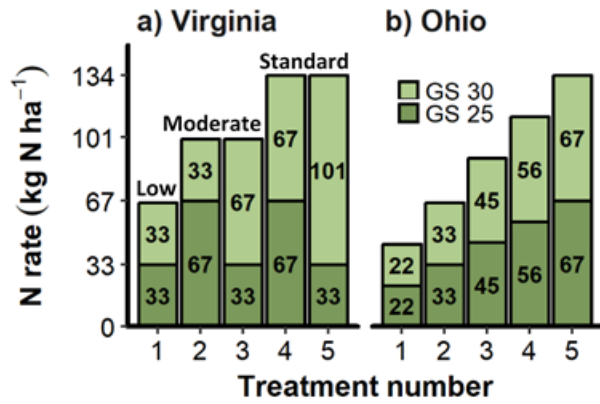 a) Virginia
b) Ohio
N rate (kg N ha⁻¹)
134
101
67
33
0
Standard
Moderate
Low
GS 30
GS 25
33
33
33
67
67
33
67
67
101
33
22
22
33
33
45
45
56
56
67
67
1 2 3 4 5
1 2 3 4 5
Treatment number